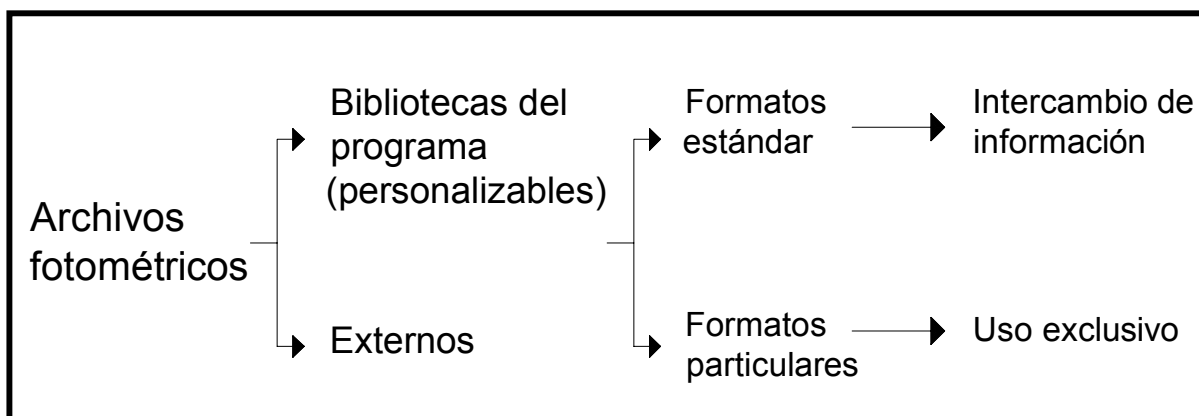 Archivos
fotométricos
Bibliotecas del
programa
(personalizables)
Externos
Formatos
estándar
Formatos
particulares
Intercambio de
información
Uso exclusivo